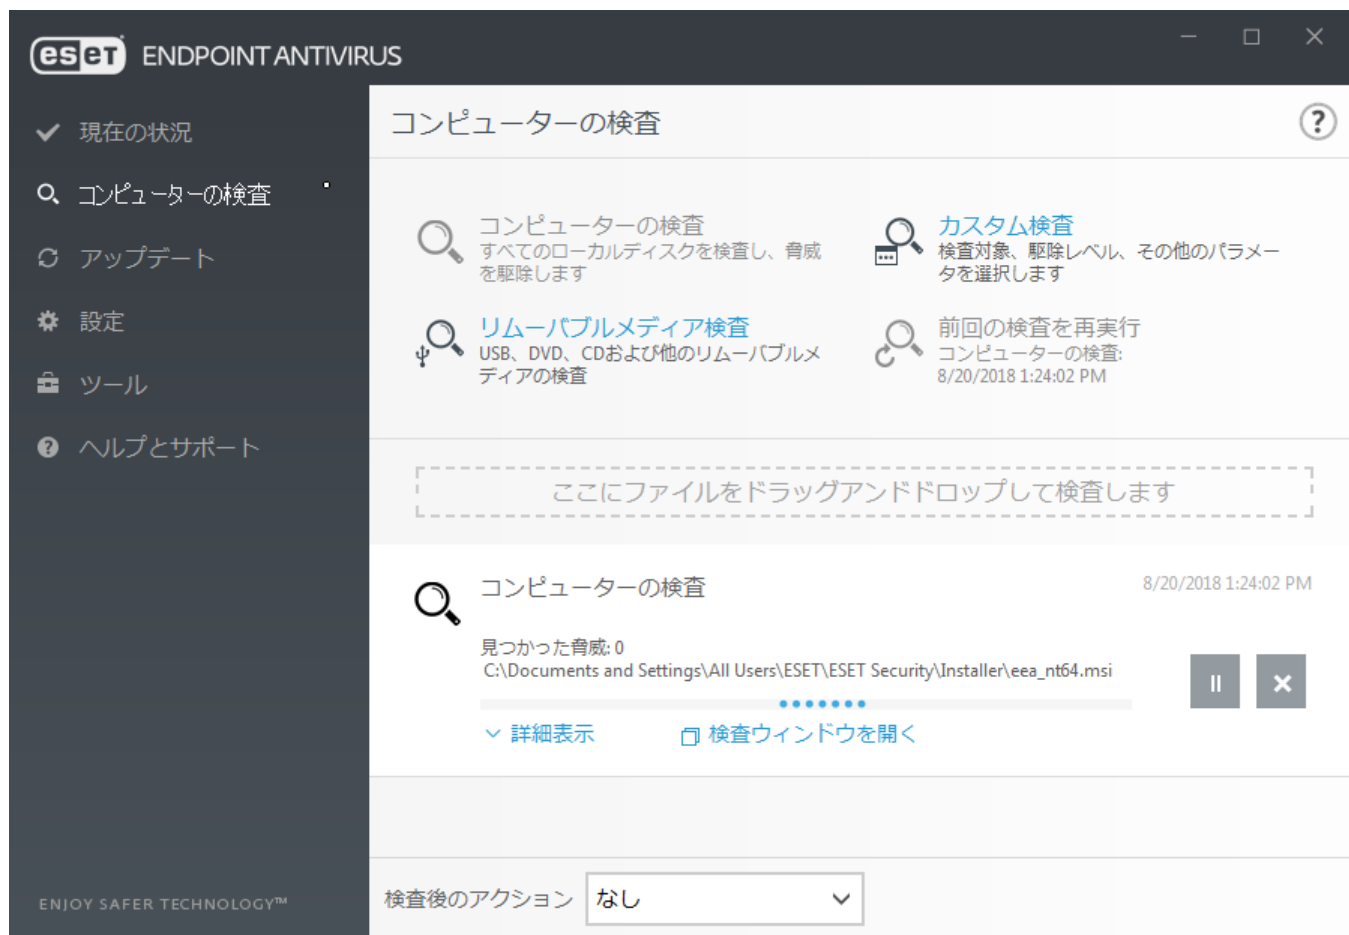 eset ENDPOINT ANTIVIRUS
現在の状況
コンピューターの検査
アップデート
設定
ツール
ヘルプとサポート
ENJOY SAFER TECHNOLOGY™
コンピューターの検査
?
コンピューターの検査
すべてのローカルディスクを検査し、脅威
を駆除します
カスタム検査
検査対象、駆除レベル、その他のパラメー
タを選択します
リムーバブルメディア検査
USB、DVD、CDおよび他のリムーバブルメ
ディアの検査
前回の検査を再実行
コンピューターの検査:
8/20/2018 1:24:02 PM
ここにファイルをドラッグアンドドロップして検査します
コンピューターの検査
8/20/2018 1:24:02 PM
見つかった脅威: 0
C:\Documents and Settings\All Users\ESET\ESET Security\Installer\eea_nt64.msi
詳細表示
検査ウィンドウを開く
検査後のアクション
なし